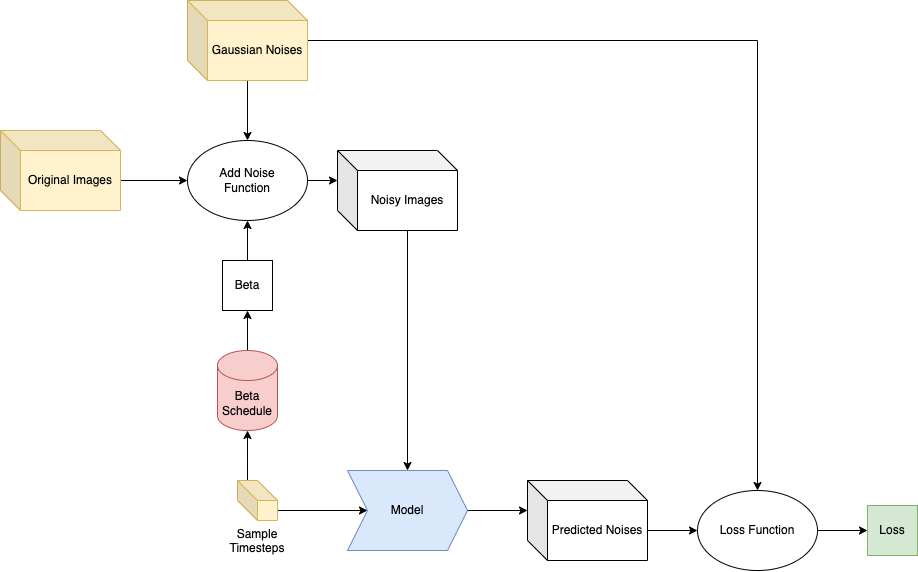 Gaussian Noises
Original Images
Add Noise
Function
Noisy Images
Beta
Beta
Schedule
Sample
Timesteps
Model
Predicted Noises
Loss Function
Loss